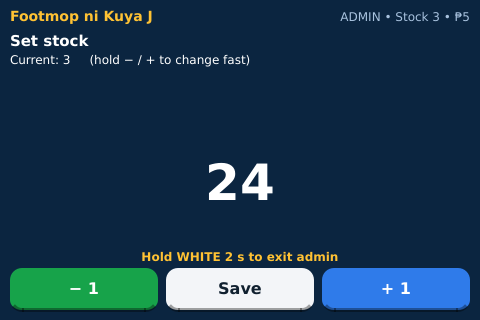 Footmop ni Kuya J
ADMIN • Stock 3 • ₱5
Set stock
Current: 3 (hold − / + to change fast)
24
Hold WHITE 2 s to exit admin
− 1
Save
+ 1